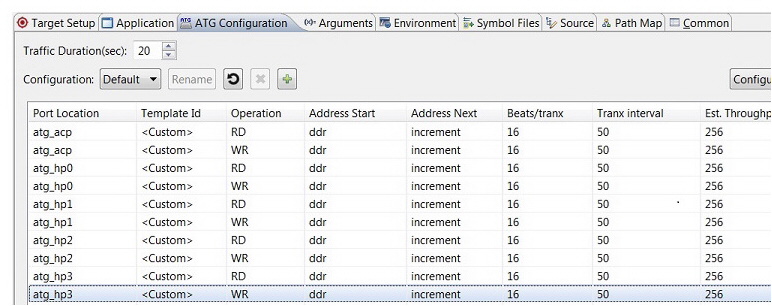 Target Setup Application ATG Configuration Arguments Environment Symbol Files Source Path Map Common
Traffic Duration(sec): 20
Configuration: Default Rename Configu
Port Location Template Id Operation Address Start Address Next Beats/tranx Tranx interval Est. Throughp
atg_acp <Custom> RD ddr increment 16 50 256
atg_acp <Custom> WR ddr increment 16 50 256
atg_hp0 <Custom> RD ddr increment 16 50 256
atg_hp0 <Custom> WR ddr increment 16 50 256
atg_hp1 <Custom> RD ddr increment 16 50 256
atg_hp1 <Custom> WR ddr increment 16 50 256
atg_hp2 <Custom> RD ddr increment 16 50 256
atg_hp2 <Custom> WR ddr increment 16 50 256
atg_hp3 <Custom> RD ddr increment 16 50 256
atg_hp3 <Custom> WR ddr increment 16 50 256